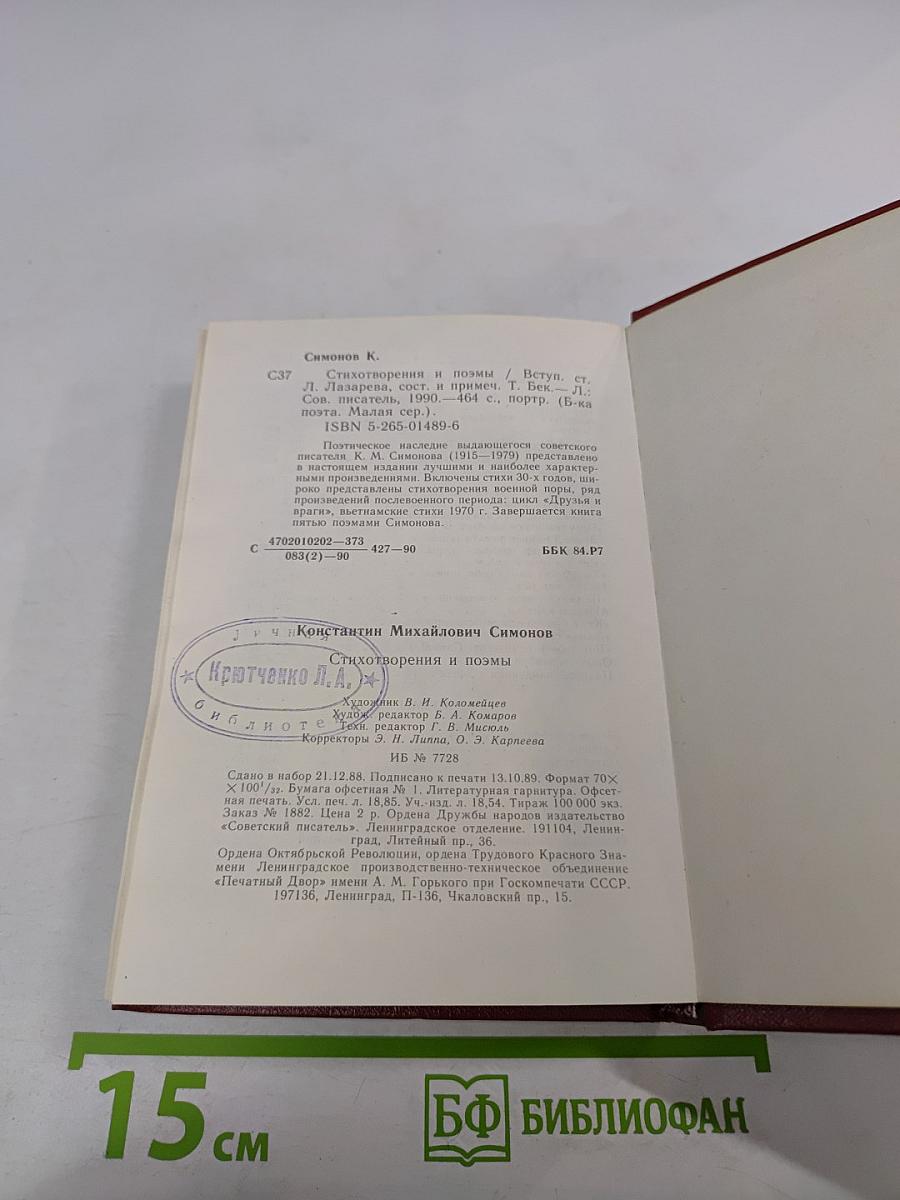 Симонов К.
С37 Стихотворения и поэмы / Вступ. ст.
Л. Лазарева, сост. и примеч. Т. Бек.— Л.:
Сов. писатель, 1990.—464 с., портр. (Б-ка
поэта. Малая сер.).
ISBN 5-265-01489-6
Поэтическое наследие выдающегося советского
писателя К. М. Симонова (1915—1979) представлено
в настоящем издании лучшими и наиболее характер-
ными произведениями. Включены стихи 30-х годов, ши-
роко представлены стихотворения военной поры, ряд
произведений послевоенного периода: цикл «Друзья и
враги», вьетнамские стихи 1970 г. Завершается книга
пятью поэмами Симонова.
С 4702010202—373
083(2)—90 427—90 ББК 84.Р7
Константин Михайлович Симонов
Стихотворения и поэмы
Личная
Крютченко Л.А.
библиотека
Художник В. И. Коломейцев
Худож. редактор Б. А. Комаров
Техн. редактор Г. В. Мисюль
Корректоры Э. Н. Липпа, О. Э. Карпеева
ИБ № 7728
Сдано в набор 21.12.88. Подписано к печати 13.10.89. Формат 70×
×100¹/₃₂. Бумага офсетная № 1. Литературная гарнитура. Офсет-
ная печать. Усл. печ. л. 18,85. Уч.-изд. л. 18,54. Тираж 100 000 экз.
Заказ № 1882. Цена 2 р. Ордена Дружбы народов издательство
«Советский писатель». Ленинградское отделение. 191104, Ленин-
град, Литейный пр., 36.
Ордена Октябрьской Революции, ордена Трудового Красного Зна-
мени Ленинградское производственно-техническое объединение
«Печатный Двор» имени А. М. Горького при Госкомпечати СССР.
197136, Ленинград, П-136, Чкаловский пр., 15.
15 см
БФ БИБЛИОФАН